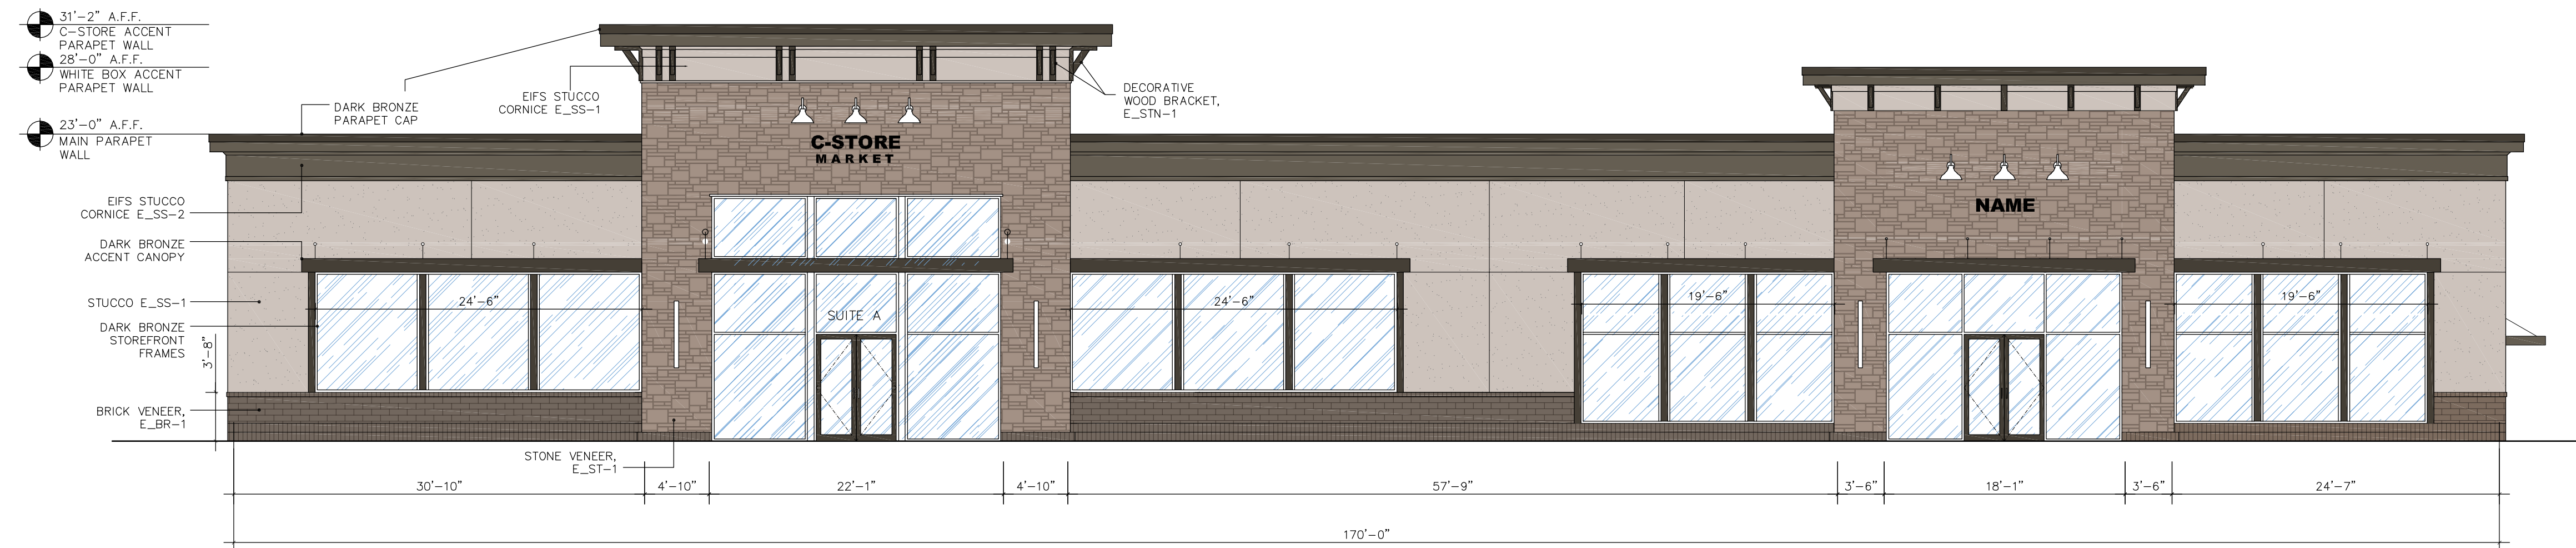 31'-2" A.F.F.
C-STORE ACCENT
PARAPET WALL
28'-0" A.F.F.
WHITE BOX ACCENT
PARAPET WALL
23'-0" A.F.F.
MAIN PARAPET
WALL
DARK BRONZE
PARAPET CAP
EIFS STUCCO
CORNICE E_SS-1
DECORATIVE
WOOD BRACKET,
E_STN-1
C-STORE
MARKET
NAME
EIFS STUCCO
CORNICE E_SS-2
DARK BRONZE
ACCENT CANOPY
STUCCO E_SS-1
DARK BRONZE
STOREFRONT
FRAMES
3'-8"
BRICK VENEER,
E_BR-1
24'-6"
SUITE A
24'-6"
19'-6"
19'-6"
STONE VENEER,
E_ST-1
30'-10"
4'-10"
22'-1"
4'-10"
57'-9"
3'-6"
18'-1"
3'-6"
24'-7"
170'-0"